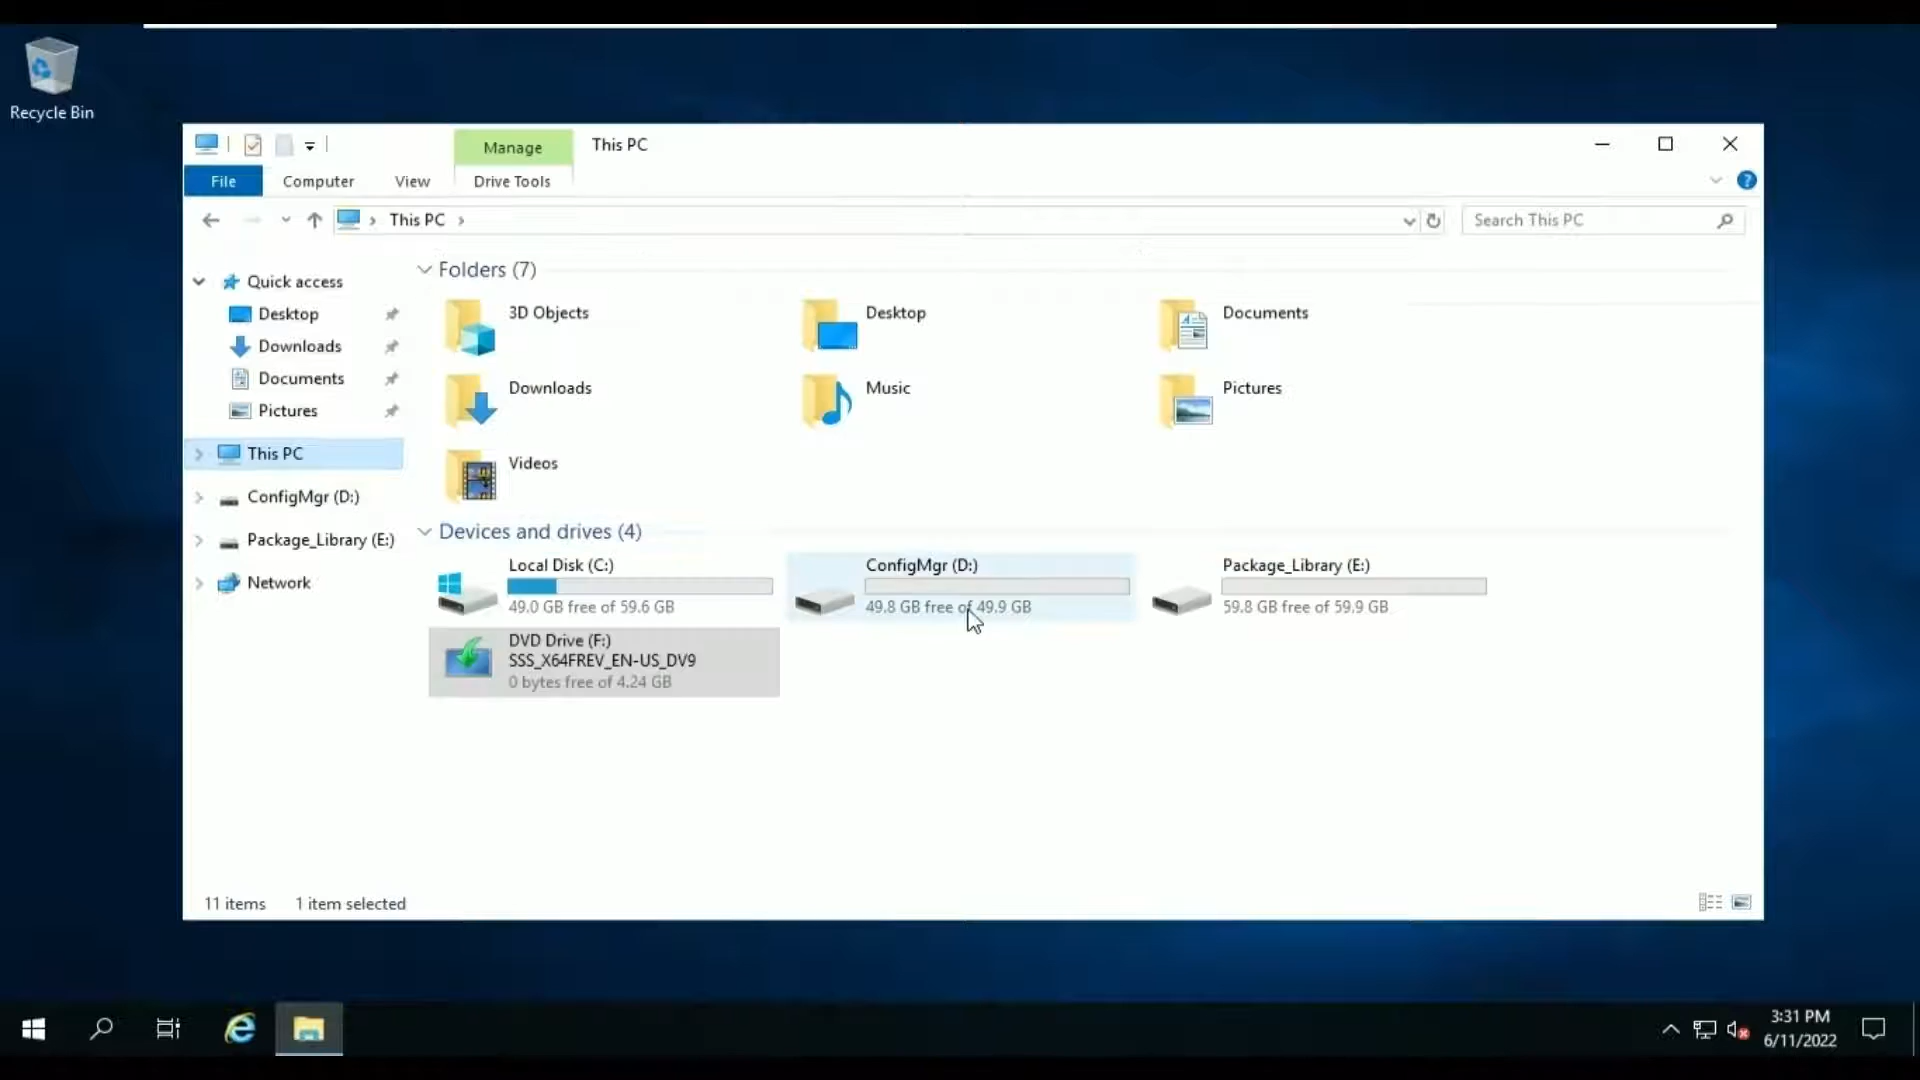 Recycle Bin
Manage
This PC
File
Computer
View
Drive Tools
This PC
Search This PC
Quick access
Desktop
Downloads
Documents
Pictures
This PC
ConfigMgr (D:)
Package_Library (E:)
Network
Folders (7)
3D Objects
Desktop
Documents
Downloads
Music
Pictures
Videos
Devices and drives (4)
Local Disk (C:)
49.0 GB free of 59.6 GB
ConfigMgr (D:)
49.8 GB free of 49.9 GB
Package_Library (E:)
59.8 GB free of 59.9 GB
DVD Drive (F:)
SSS_X64FREV_EN-US_DV9
0 bytes free of 4.24 GB
11 items
1 item selected
3:31 PM
6/11/2022